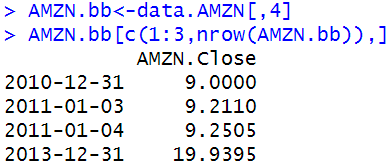 > AMZN.bb<-data.AMZN[,4]
> AMZN.bb[c(1:3,nrow(AMZN.bb)),]
           AMZN.Close
2010-12-31     9.0000
2011-01-03     9.2110
2011-01-04     9.2505
2013-12-31    19.9395